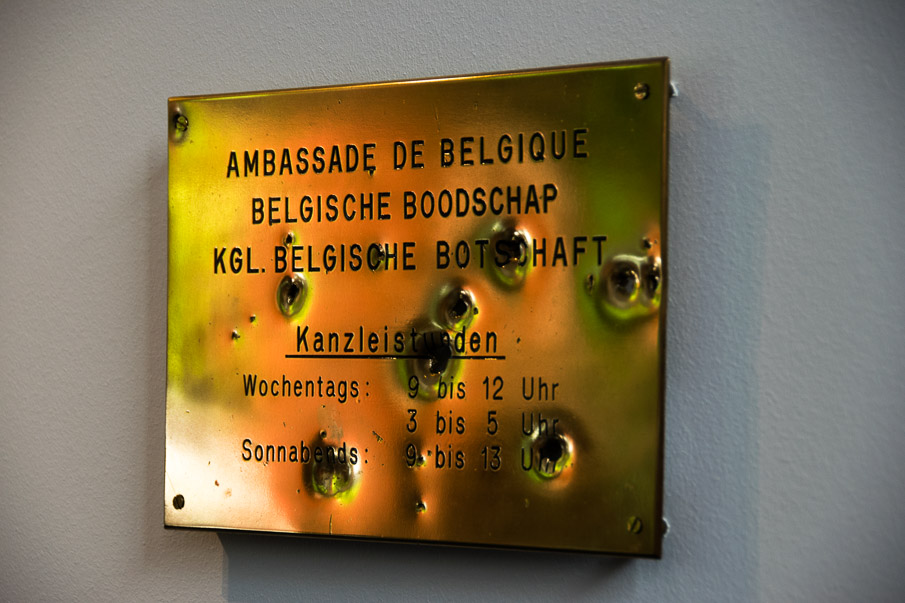 AMBASSADE DE BELGIQUE
BELGISCHE BOODSCHAP
KGL. BELGISCHE BOTSCHAFT
Kanzleistunden
Wochentags: 9 bis 12 Uhr
3 bis 5 Uhr
Sonnabends: 9 bis 13 Uhr